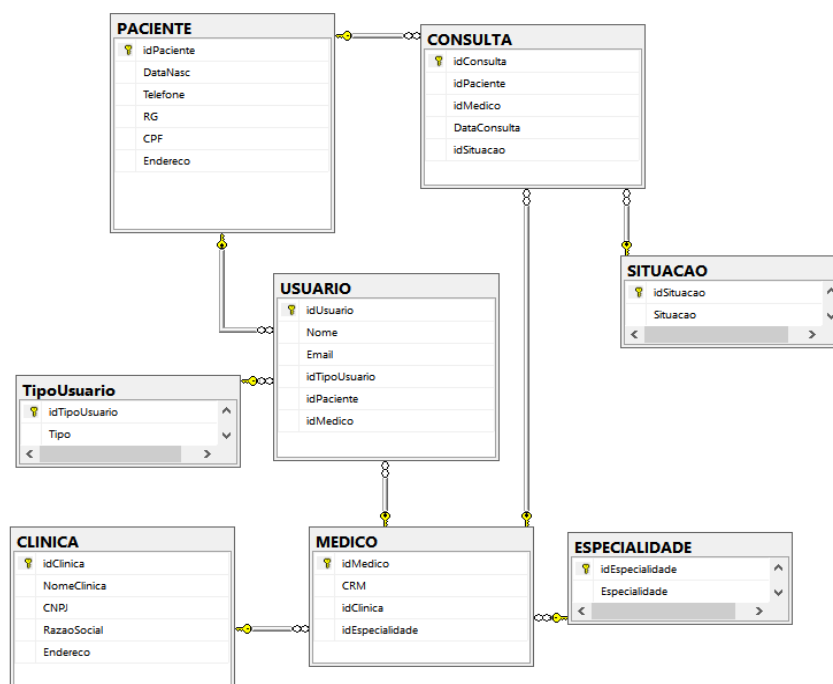 PACIENTE
idPaciente
DataNasc
Telefone
RG
CPF
Endereco
CONSULTA
idConsulta
idPaciente
idMedico
DataConsulta
idSituacao
SITUACAO
idSituacao
Situacao
USUARIO
idUsuario
Nome
Email
idTipoUsuario
idPaciente
idMedico
TipoUsuario
idTipoUsuario
Tipo
CLINICA
idClinica
NomeClinica
CNPJ
RazaoSocial
Endereco
MEDICO
idMedico
CRM
idClinica
idEspecialidade
ESPECIALIDADE
idEspecialidade
Especialidade